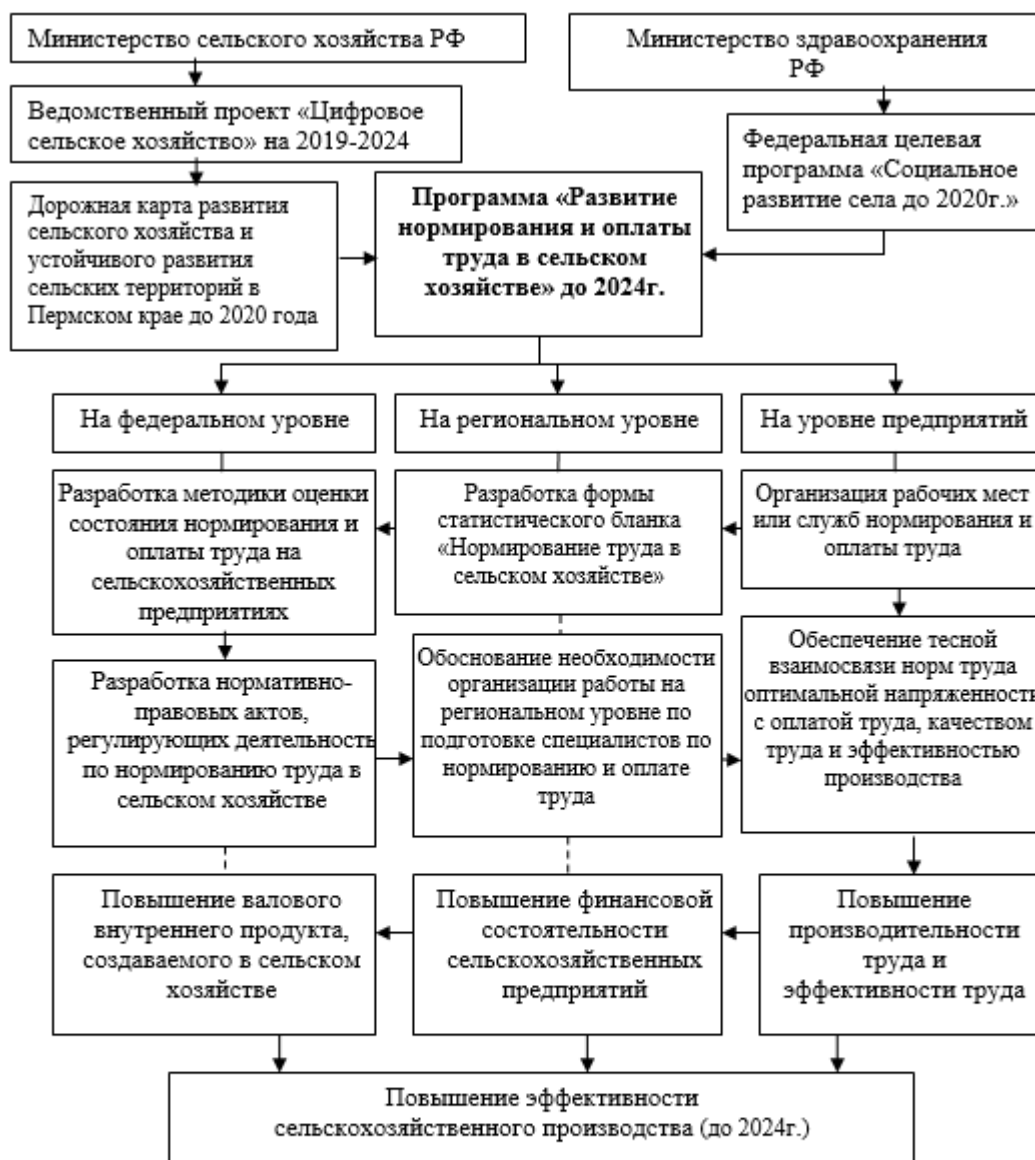 Министерство сельского хозяйства РФ
Министерство здравоохранения
РФ
Ведомственный проект «Цифровое
сельское хозяйство» на 2019-2024
Федеральная целевая
программа «Социальное
развитие села до 2020г.»
Дорожная карта развития
сельского хозяйства и
устойчивого развития
сельских территорий в
Пермском крае до 2020 года
Программа «Развитие
нормирования и оплаты
труда в сельском
хозяйстве» до 2024г.
На федеральном уровне
На региональном уровне
На уровне предприятий
Разработка методики оценки
состояния нормирования и
оплаты труда на
сельскохозяйственных
предприятиях
Разработка формы
статистического бланка
«Нормирование труда в
сельском хозяйстве»
Организация рабочих мест
или служб нормирования и
оплаты труда
Разработка нормативно-
правовых актов,
регулирующих деятельность
по нормированию труда в
сельском хозяйстве
Обоснование необходимости
организации работы на
региональном уровне по
подготовке специалистов по
нормированию и оплате
труда
Обеспечение тесной
взаимосвязи норм труда
оптимальной напряженности
с оплатой труда, качеством
труда и эффективностью
производства
Повышение валового
внутреннего продукта,
создаваемого в сельском
хозяйстве
Повышение финансовой
состоятельности
сельскохозяйственных
предприятий
Повышение
производительности
труда и
эффективности труда
Повышение эффективности
сельскохозяйственного производства (до 2024г.)